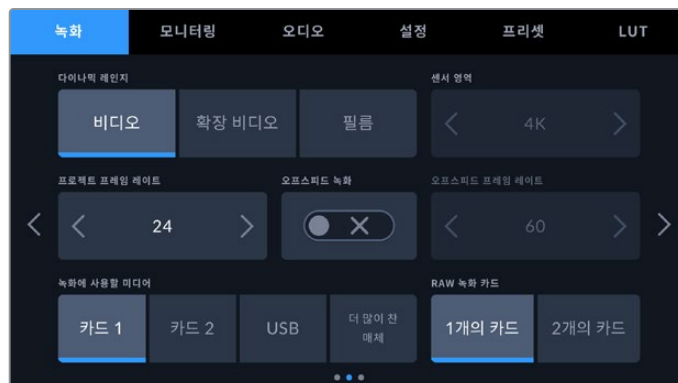 녹화 모니터링 오디오 설정 프리셋 LUT
다이나믹 레인지 센서 영역
비디오 확장 비디오 필름 4K
프로젝트 프레임 레이트 오프스피드 녹화 오프스피드 프레임 레이트
24 60
녹화에 사용할 미디어 RAW 녹화 카드
카드 1 카드 2 USB 더 많이 찬 1개의 카드 2개의 카드
매체